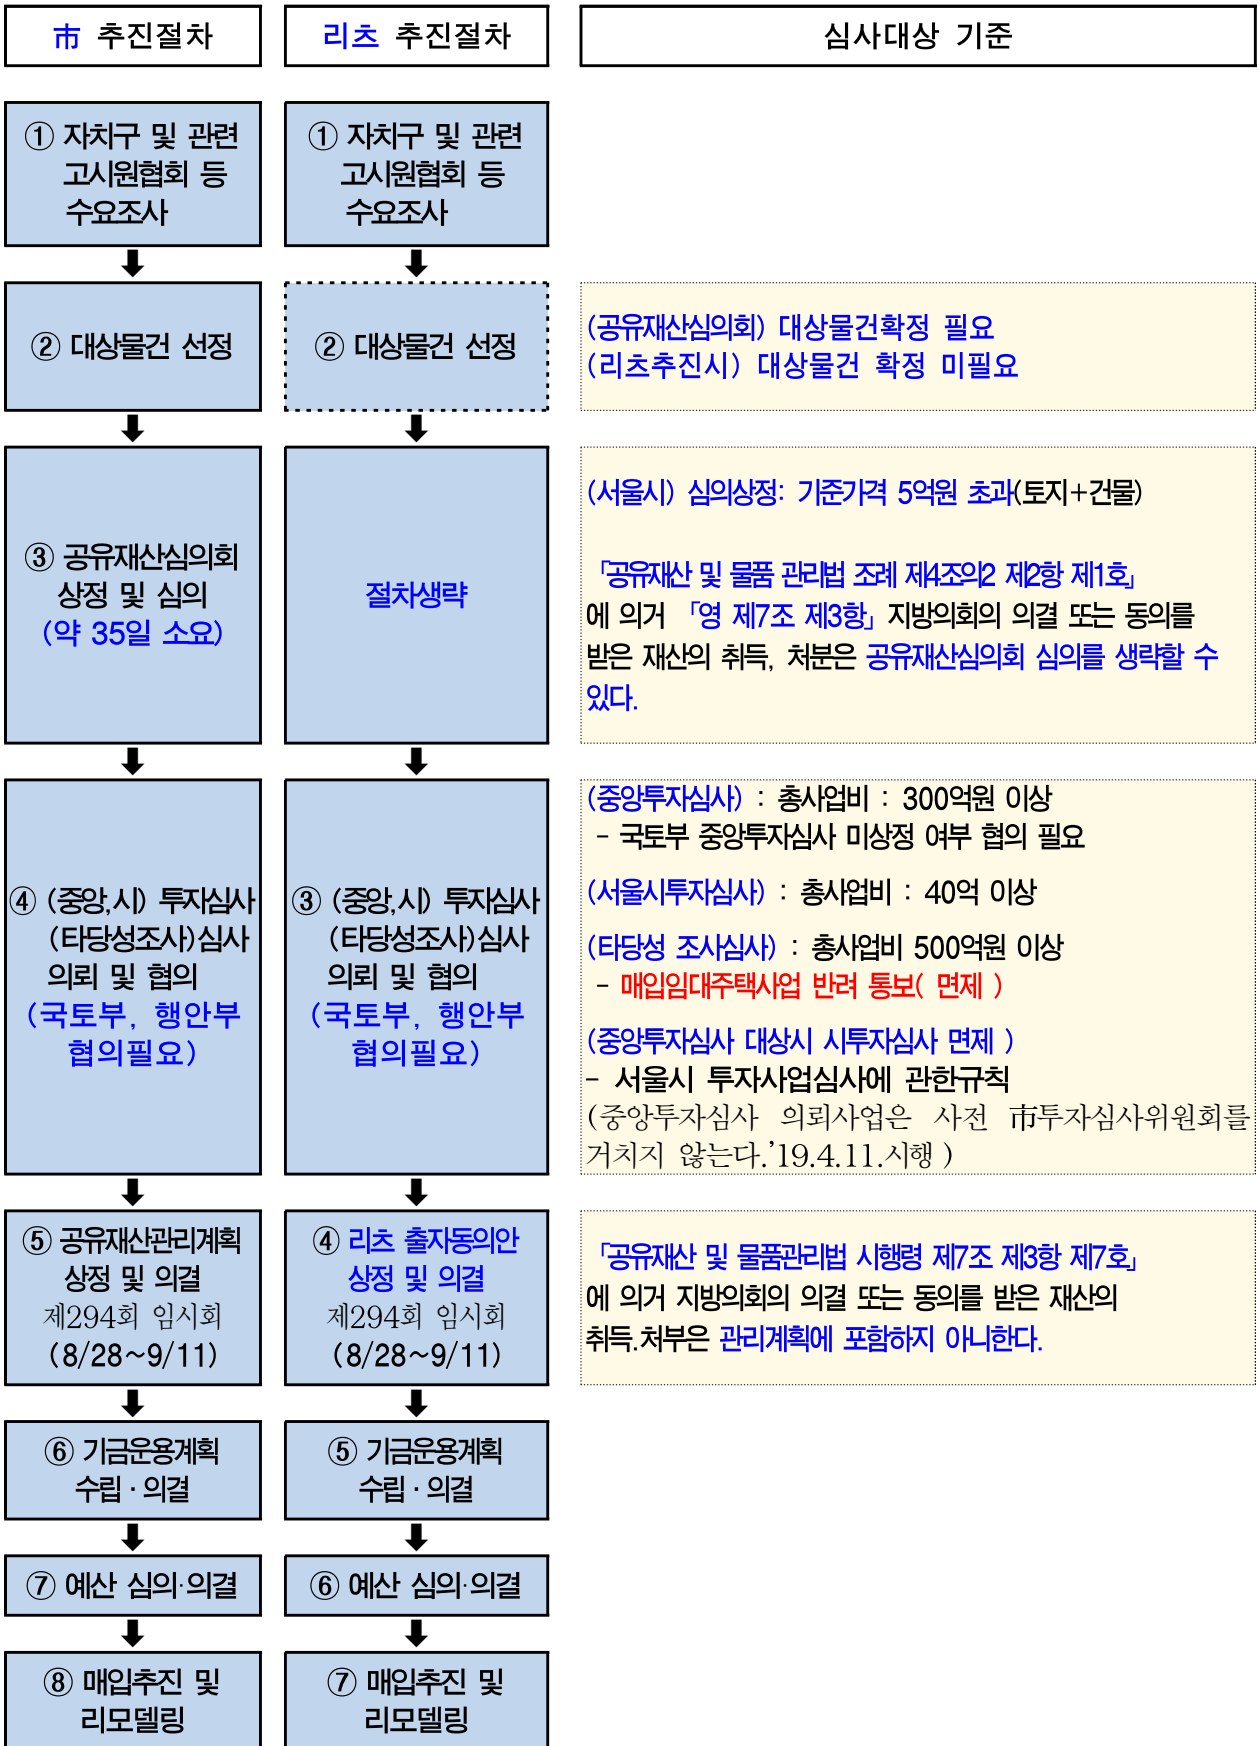 市 추진절차
리츠 추진절차
심사대상 기준
① 자치구 및 관련
고시원협회 등
수요조사
① 자치구 및 관련
고시원협회 등
수요조사
② 대상물건 선정
② 대상물건 선정
(공유재산심의회) 대상물건확정 필요
(리츠추진시) 대상물건 확정 미필요
③ 공유재산심의회
상정 및 심의
(약 35일 소요)
절차생략
(서울시) 심의상정: 기준가격 5억원 초과(토지+건물)
「공유재산 및 물품 관리법 조례 제4조의2 제2항 제1호」
에 의거 「영 제7조 제3항」 지방의회의 의결 또는 동의를
받은 재산의 취득, 처분은 공유재산심의회 심의를 생략할 수
있다.
④ (중앙,시) 투자심사
(타당성조사)심사
의뢰 및 협의
(국토부, 행안부
협의필요)
③ (중앙,시) 투자심사
(타당성조사)심사
의뢰 및 협의
(국토부, 행안부
협의필요)
(중앙투자심사) : 총사업비 : 300억원 이상
- 국토부 중앙투자심사 미상정 여부 협의 필요
(서울시투자심사) : 총사업비 : 40억 이상
(타당성 조사심사) : 총사업비 500억원 이상
- 매입임대주택사업 반려 통보( 면제 )
(중앙투자심사 대상시 시투자심사 면제 )
- 서울시 투자사업심사에 관한규칙
(중앙투자심사 의뢰사업은 사전 市투자심사위원회를
거치지 않는다.’19.4.11.시행 )
⑤ 공유재산관리계획
상정 및 의결
제294회 임시회
(8/28~9/11)
④ 리츠 출자동의안
상정 및 의결
제294회 임시회
(8/28~9/11)
「공유재산 및 물품관리법 시행령 제7조 제3항 제7호」
에 의거 지방의회의 의결 또는 동의를 받은 재산의
취득.처부은 관리계획에 포함하지 아니한다.
⑥ 기금운용계획
수립 · 의결
⑤ 기금운용계획
수립 · 의결
⑦ 예산 심의·의결
⑥ 예산 심의·의결
⑧ 매입추진 및
리모델링
⑦ 매입추진 및
리모델링